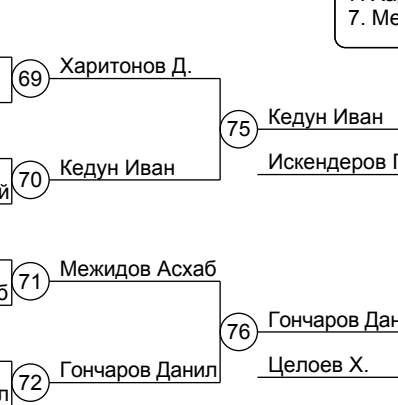 7. Ме
69 Харитонов Д.
75 Кедун Иван
Искендеров
70 Кедун Иван
й
71 Межидов Асхаб
б
76 Гончаров Дан
Целоев Х.
72 Гончаров Данил
л